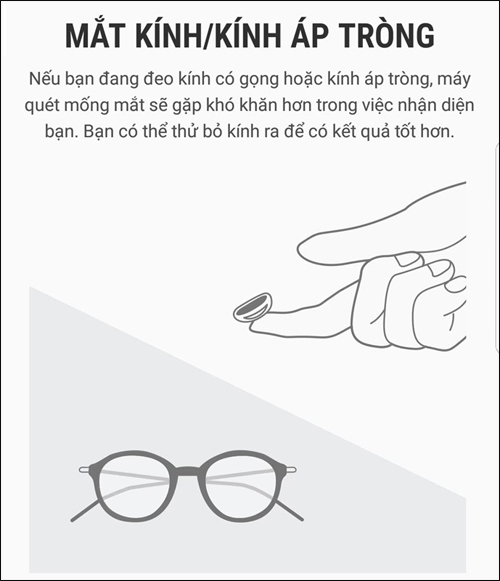 MẮT KÍNH/KÍNH ÁP TRÒNG
Nếu bạn đang đeo kính có gọng hoặc kính áp tròng, máy
quét mống mắt sẽ gặp khó khăn hơn trong việc nhận diện
bạn. Bạn có thể thử bỏ kính ra để có kết quả tốt hơn.